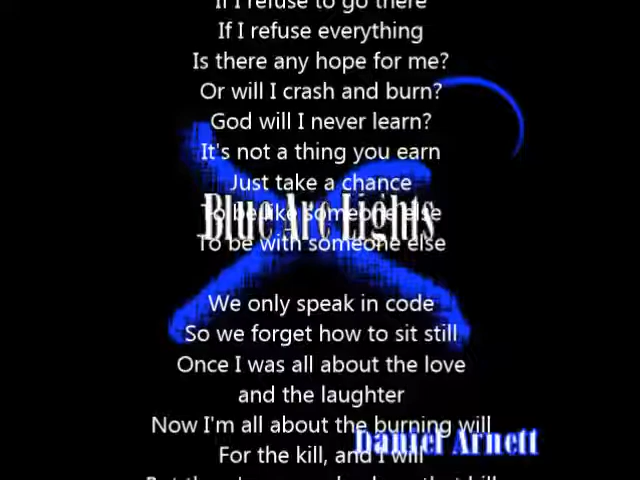 If I refuse to go there
If I refuse everything
Is there any hope for me?
Or will I crash and burn?
God will I never learn?
It's not a thing you earn
Just take a chance
To be like someone else
Blue Arc Lights
To be with someone else
We only speak in code
So we forget how to sit still
Once I was all about the love
and the laughter
Now I'm all about the burning will
Daniel Arnett
For the kill, and I will